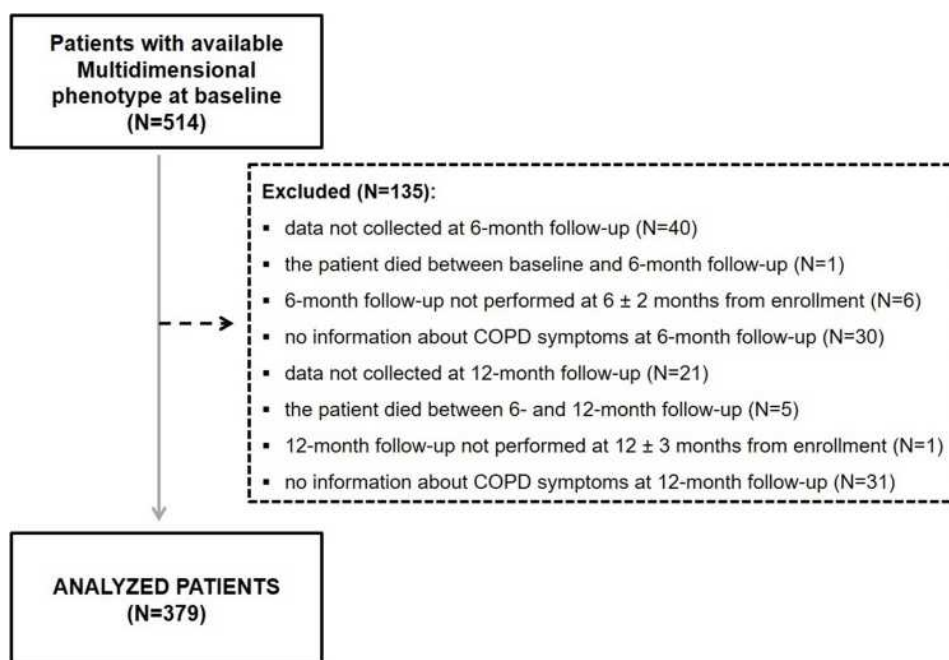 Patients with available
Multidimensional
phenotype at baseline
(N=514)
Excluded (N=135):
▪ data not collected at 6-month follow-up (N=40)
▪ the patient died between baseline and 6-month follow-up (N=1)
▪ 6-month follow-up not performed at 6 ± 2 months from enrollment (N=6)
▪ no information about COPD symptoms at 6-month follow-up (N=30)
▪ data not collected at 12-month follow-up (N=21)
▪ the patient died between 6- and 12-month follow-up (N=5)
▪ 12-month follow-up not performed at 12 ± 3 months from enrollment (N=1)
▪ no information about COPD symptoms at 12-month follow-up (N=31)
ANALYZED PATIENTS
(N=379)